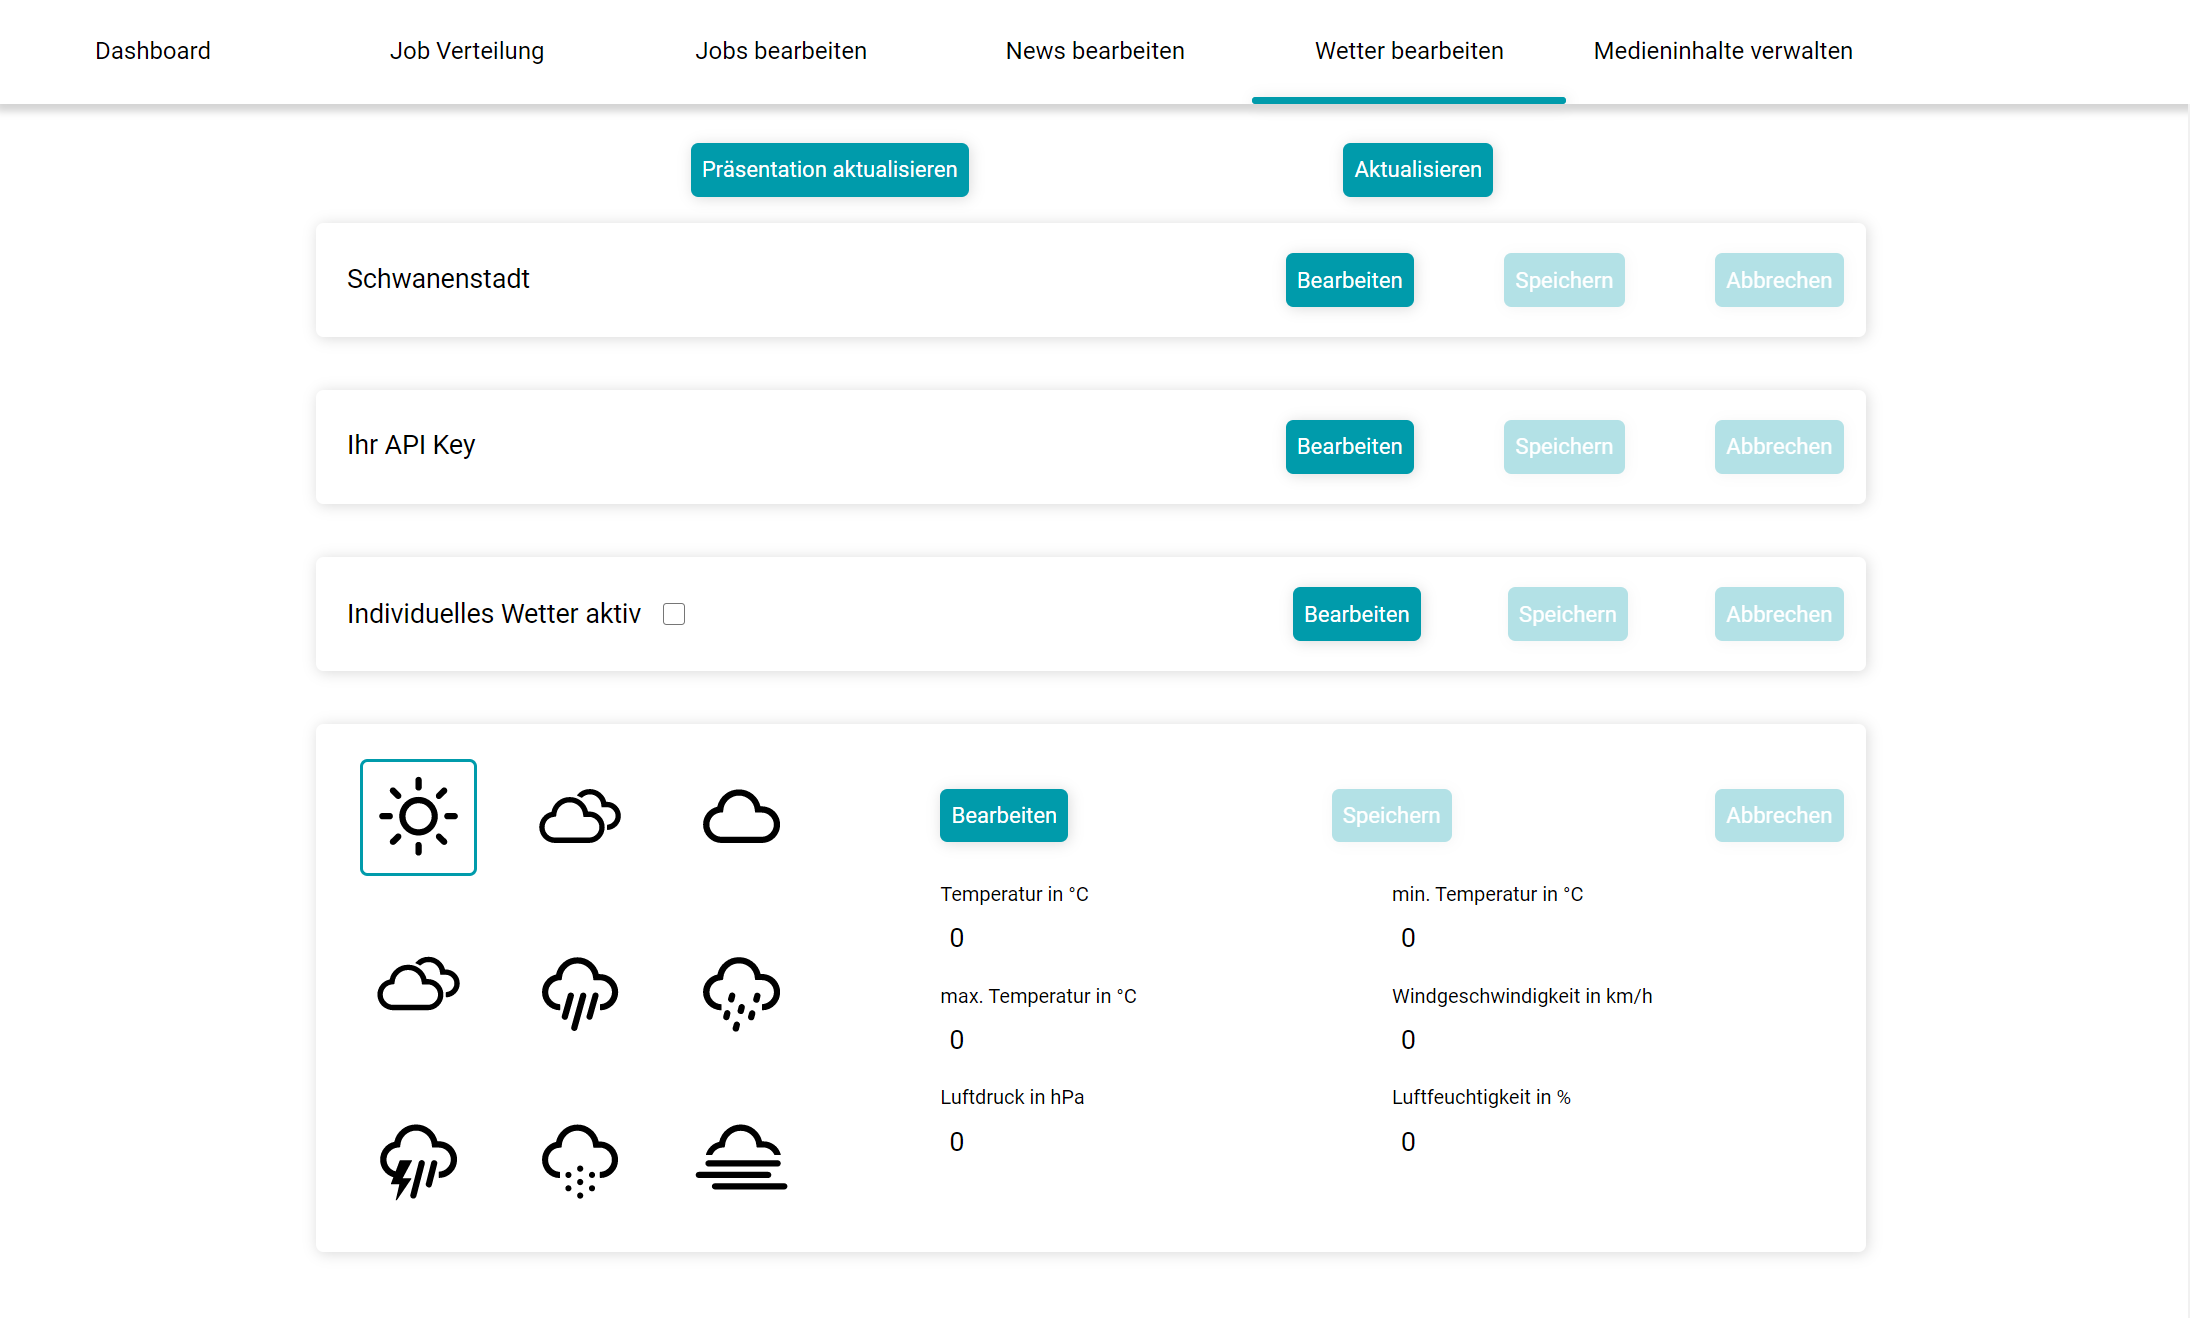 Dashboard Job Verteilung Jobs bearbeiten News bearbeiten Wetter bearbeiten Medieninhalte verwalten
Präsentation aktualisieren Aktualisieren
Schwanenstadt Bearbeiten Speichern Abbrechen
Ihr API Key Bearbeiten Speichern Abbrechen
Individuelles Wetter aktiv Bearbeiten Speichern Abbrechen
Bearbeiten Speichern Abbrechen
Temperatur in °C min. Temperatur in °C
0 0
max. Temperatur in °C Windgeschwindigkeit in km/h
0 0
Luftdruck in hPa Luftfeuchtigkeit in %
0 0